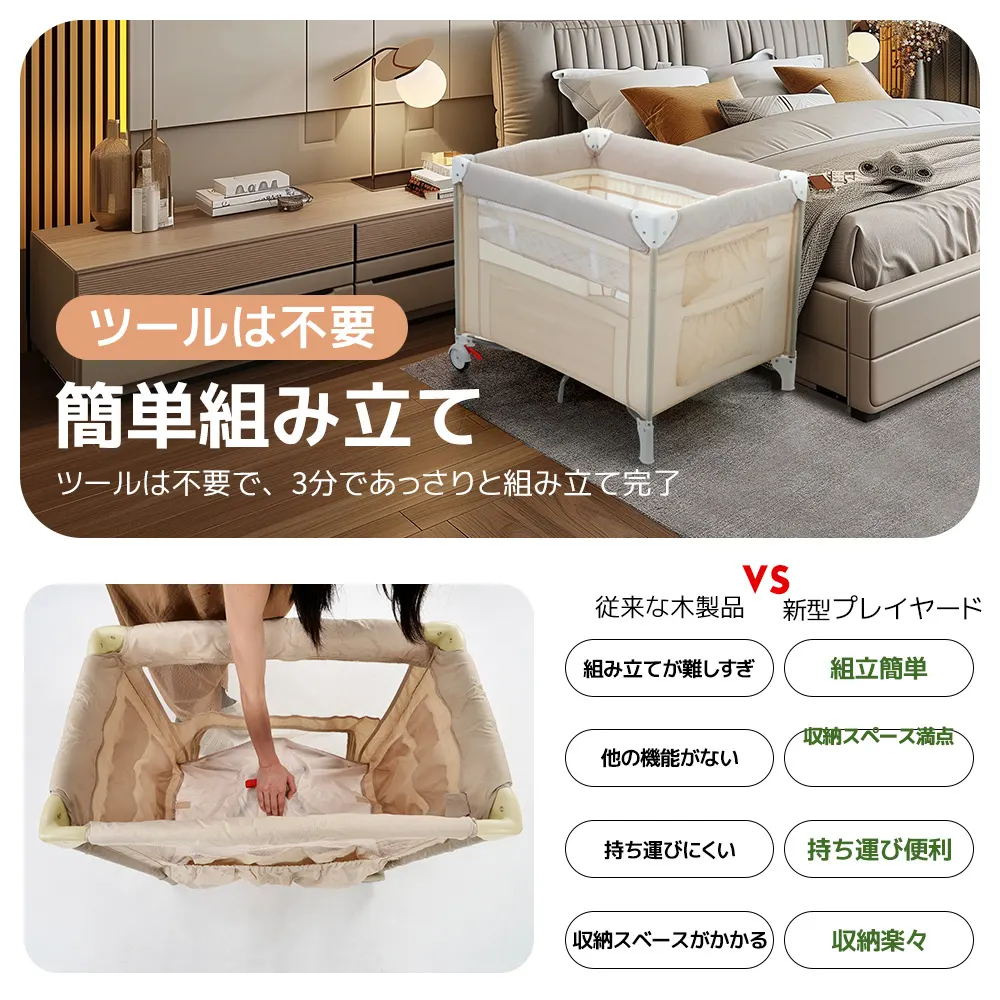 ツールは不要
簡単組み立て
ツールは不要で、3分であっさりと組み立て完了
VS
従来な木製品
新型プレイヤード
組み立てが難しすぎ
組立簡単
他の機能がない
収納スペース満点
持ち運びにくい
持ち運び便利
収納スペースがかかる
収納楽々